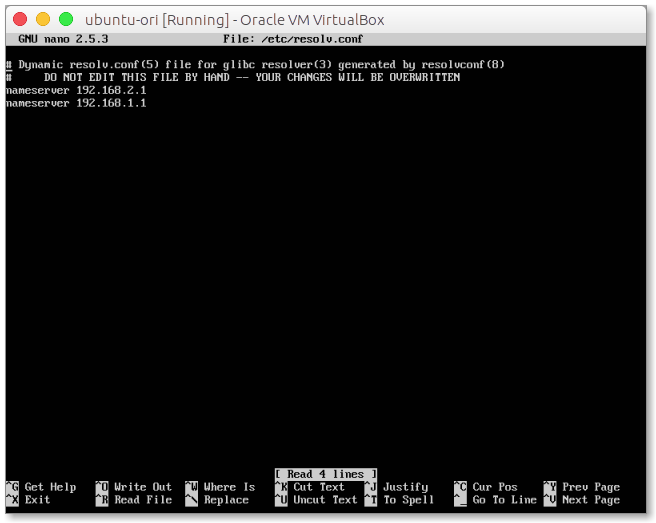 ubuntu-ori [Running] - Oracle VM VirtualBox
GNU nano 2.5.3 File: /etc/resolv.conf
# Dynamic resolv.conf(5) file for glibc resolver(3) generated by resolvconf(8)
#     DO NOT EDIT THIS FILE BY HAND -- YOUR CHANGES WILL BE OVERWRITTEN
nameserver 192.168.2.1
nameserver 192.168.1.1
[ Read 4 lines ]
^G Get Help ^O Write Out ^W Where Is ^K Cut Text ^J Justify ^C Cur Pos ^Y Prev Page
^X Exit ^R Read File ^\ Replace ^U Uncut Text ^T To Spell ^_ Go To Line ^V Next Page